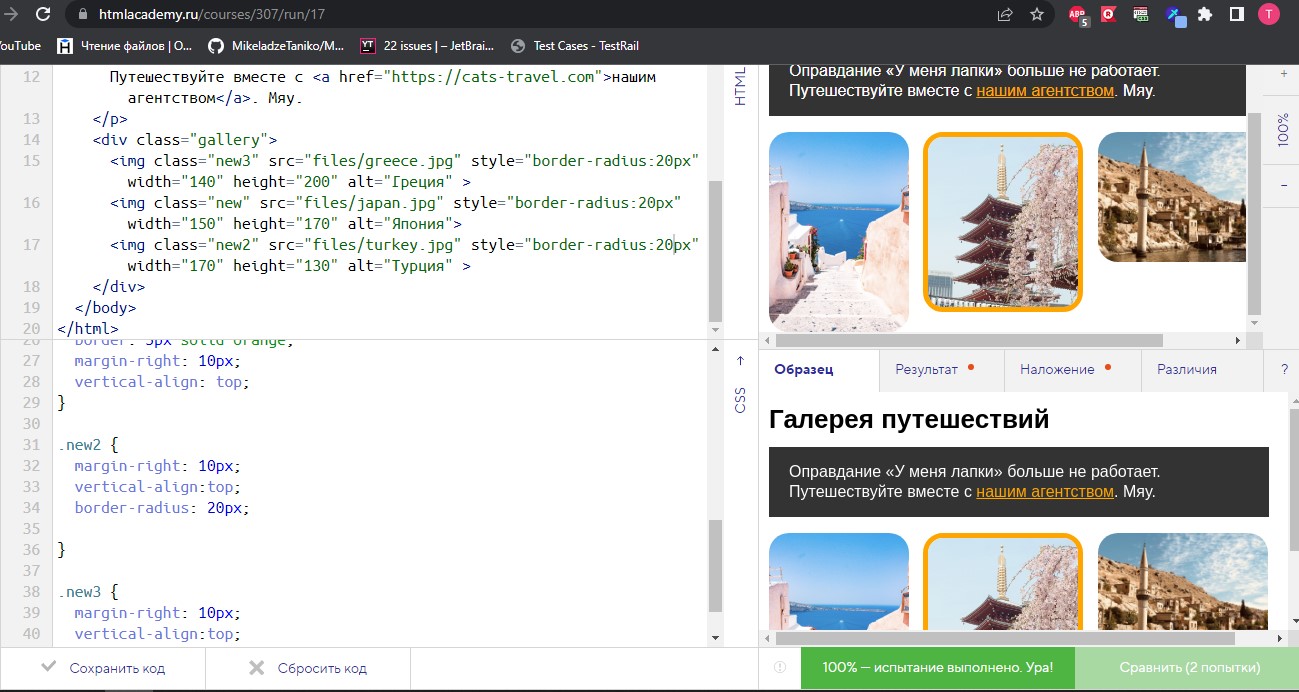 htmlacademy.ru/courses/307/run/17
ABP
5
R
T
ouTube
Чтение файлов | О...
MikeladzeTaniko/M...
YT
22 issues | – JetBrai...
Test Cases - TestRail
12 Путешествуйте вместе с <a href="https://cats-travel.com">нашим
агентством</a>. Мяу.
13 </p>
14 <div class="gallery">
15 <img class="new3" src="files/greece.jpg" style="border-radius:20px"
width="140" height="200" alt="Греция" >
16 <img class="new" src="files/japan.jpg" style="border-radius:20px"
width="150" height="170" alt="Япония">
17 <img class="new2" src="files/turkey.jpg" style="border-radius:20px"
width="170" height="130" alt="Турция" >
18 </div>
19 </body>
20 </html>
HTML
26 border: 5px solid orange;
27 margin-right: 10px;
28 vertical-align: top;
29 }
30
31 .new2 {
32 margin-right: 10px;
33 vertical-align:top;
34 border-radius: 20px;
35
36 }
37
38 .new3 {
39 margin-right: 10px;
40 vertical-align:top;
CSS
Сохранить код
Сбросить код
Оправдание «У меня лапки» больше не работает.
Путешествуйте вместе с нашим агентством. Мяу.
+
100%
-
Образец
Результат
Наложение
Различия
?
Галерея путешествий
Оправдание «У меня лапки» больше не работает.
Путешествуйте вместе с нашим агентством. Мяу.
100% — испытание выполнено. Ура!
Сравнить (2 попытки)